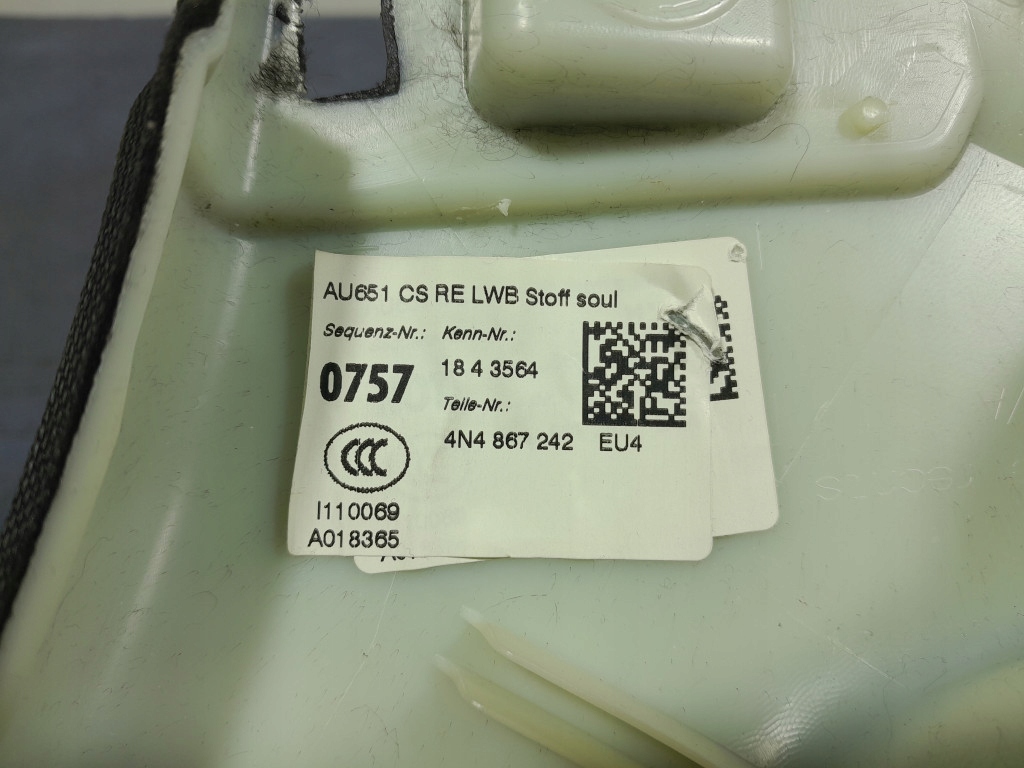 AU651 CS RE LWB Stoff soul
Sequenz-Nr.: Kenn-Nr.:
0757 18 4 3564
Teile-Nr.:
4N4 867 242 EU4
CCC
I110069
A018365